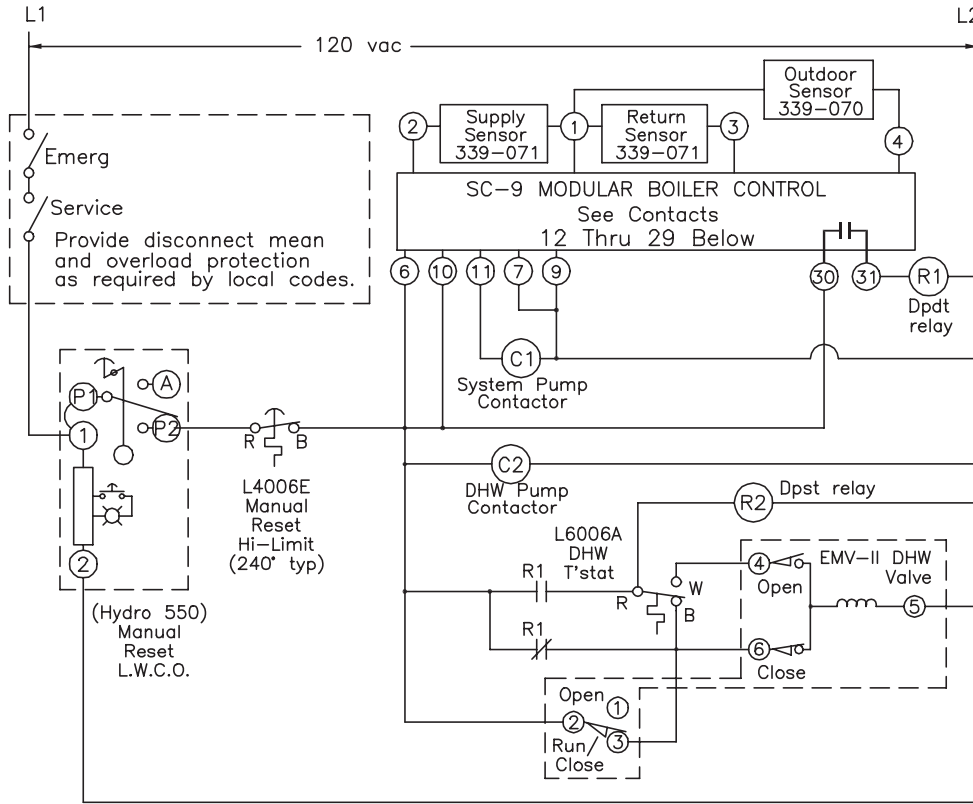 L1
L2
120 vac
Emerg
Service
Provide disconnect mean
and overload protection
as required by local codes.
Outdoor
Sensor
339-070
2
Supply
Sensor
339-071
1
Return
Sensor
339-071
3
4
SC-9 MODULAR BOILER CONTROL
See Contacts
12 Thru 29 Below
6
10
11
7
9
30
31
R1
Dpdt
relay
C1
System Pump
Contactor
P1
A
P2
1
2
R
B
L4006E
Manual
Reset
Hi-Limit
(240° typ)
(Hydro 550)
Manual
Reset
L.W.C.O.
C2
DHW Pump
Contactor
R2
Dpst relay
L6006A
DHW
T'stat
R1
R
W
B
R1
4
Open
EMV-II DHW
Valve
5
6
Close
Open
1
2
Run
3
Close